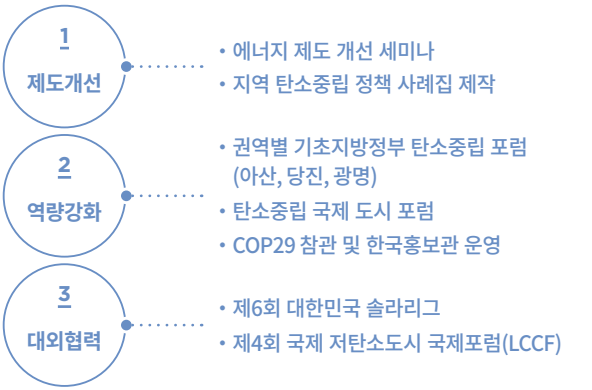 1
제도개선
• 에너지 제도 개선 세미나
• 지역 탄소중립 정책 사례집 제작
2
역량강화
• 권역별 기초지방정부 탄소중립 포럼
(아산, 당진, 광명)
• 탄소중립 국제 도시 포럼
• COP29 참관 및 한국홍보관 운영
3
대외협력
• 제6회 대한민국 솔라리그
• 제4회 국제 저탄소도시 국제포럼(LCCF)